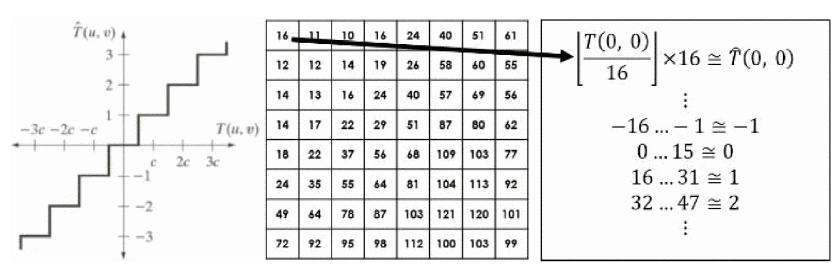 T̂(u, v)
3
2
1
−3c −2c −c
T(u, v)
c 2c 3c
−1
−2
−3
16 11 10 16 24 40 51 61
12 12 14 19 26 58 60 55
14 13 16 24 40 57 69 56
14 17 22 29 51 87 80 62
18 22 37 56 68 109 103 77
24 35 55 64 81 104 113 92
49 64 78 87 103 121 120 101
72 92 95 98 112 100 103 99
⌊T(0, 0)
16⌋ ×16 ≅ T̂(0, 0)
⋮
−16 … − 1 ≅ −1
0 … 15 ≅ 0
16 … 31 ≅ 1
32 … 47 ≅ 2
⋮